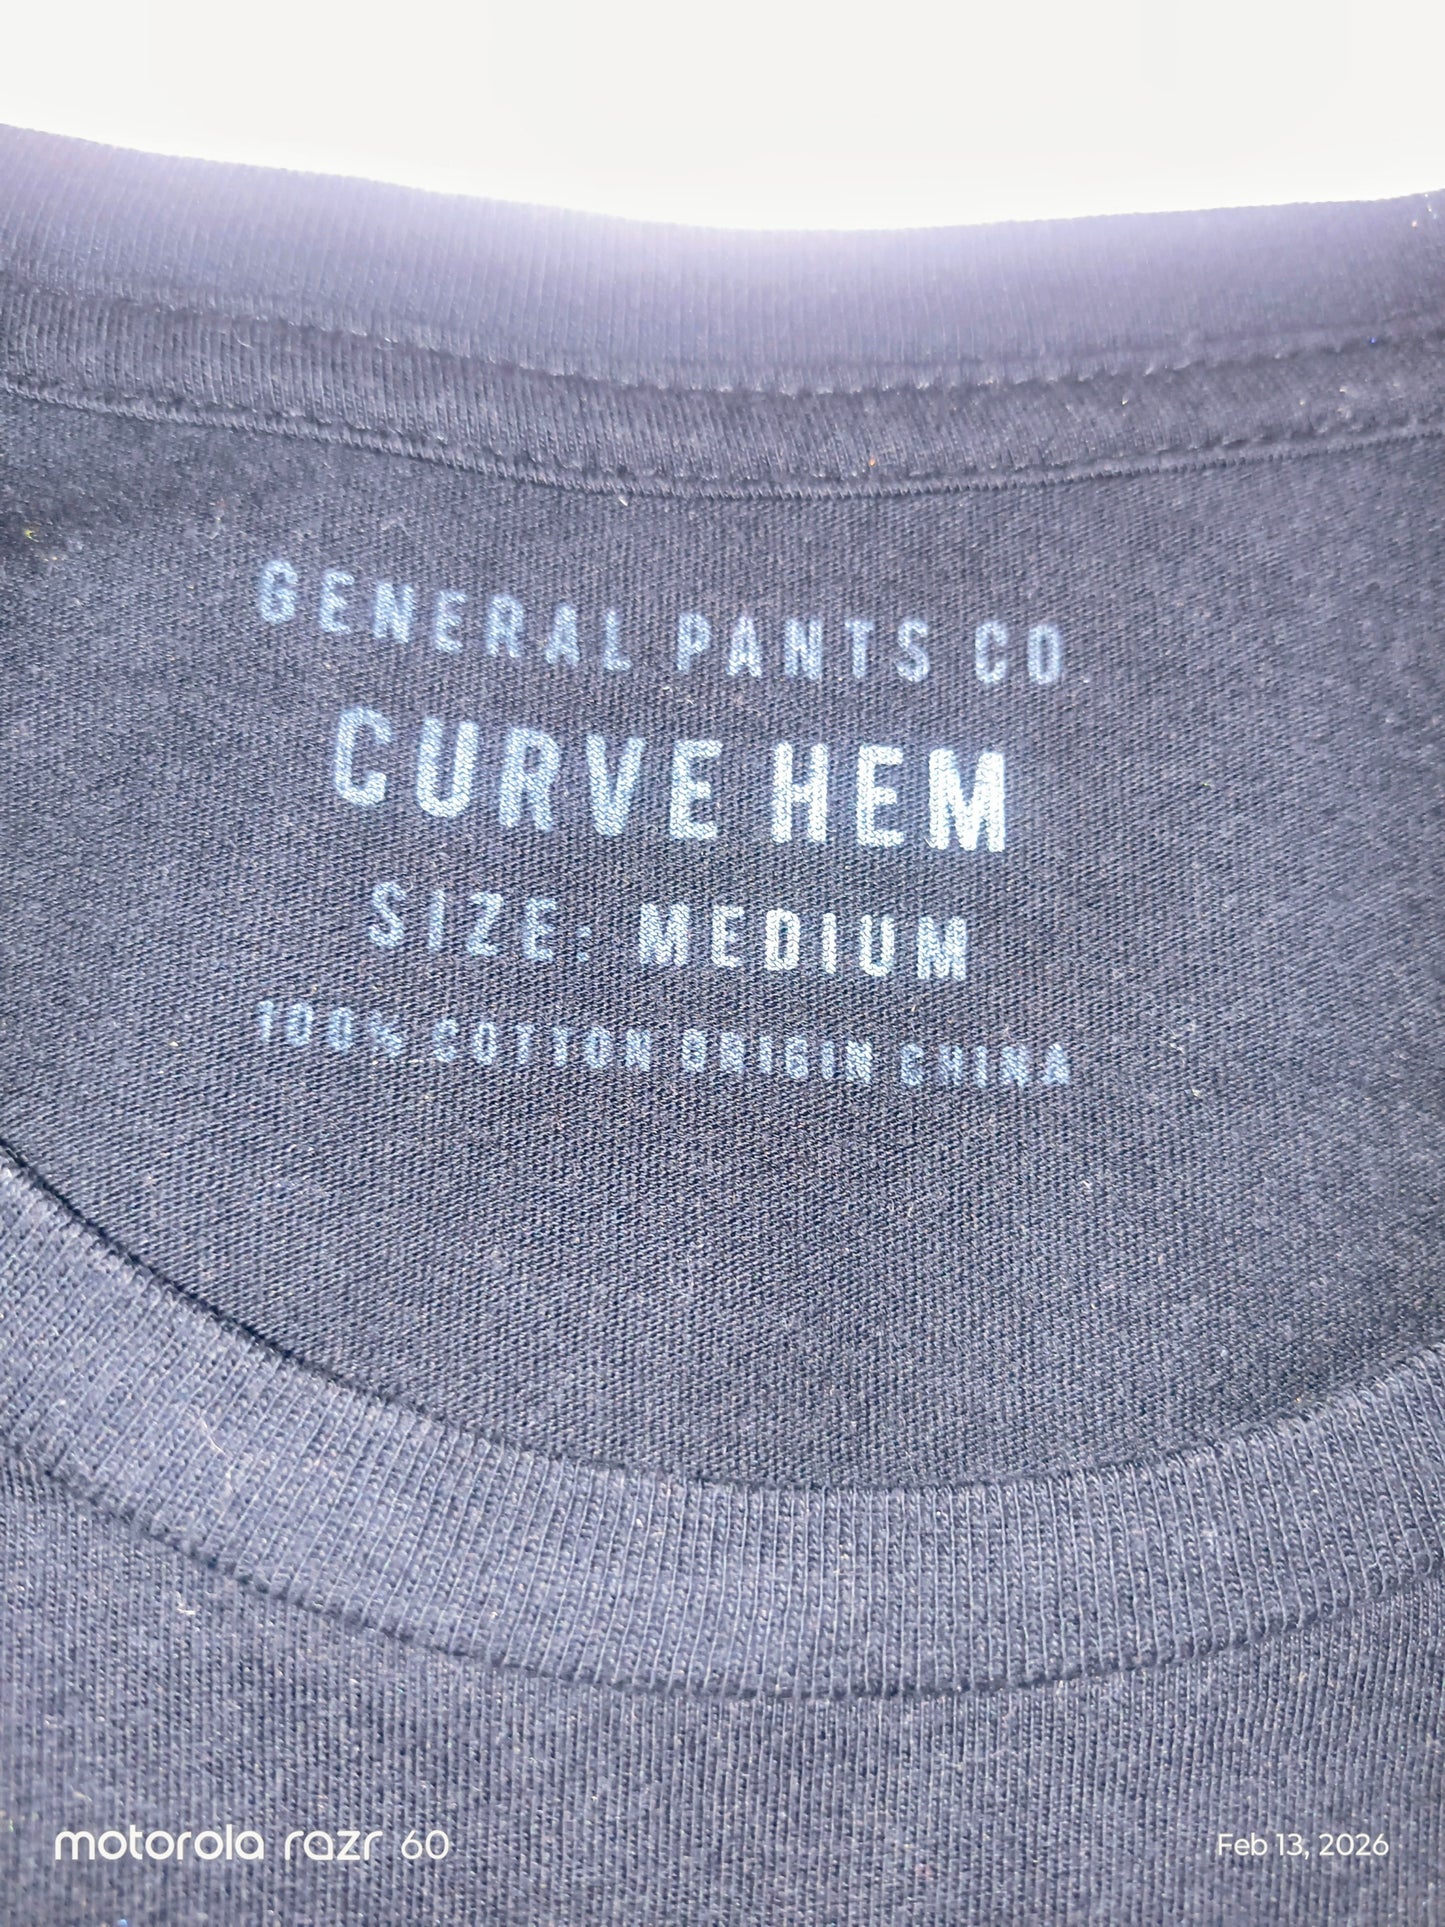 GENERAL PANTS CO
CURVE HEM
SIZE: MEDIUM
100% COTTON ORIGIN CHINA
motorola razr 60
Feb 13, 2026